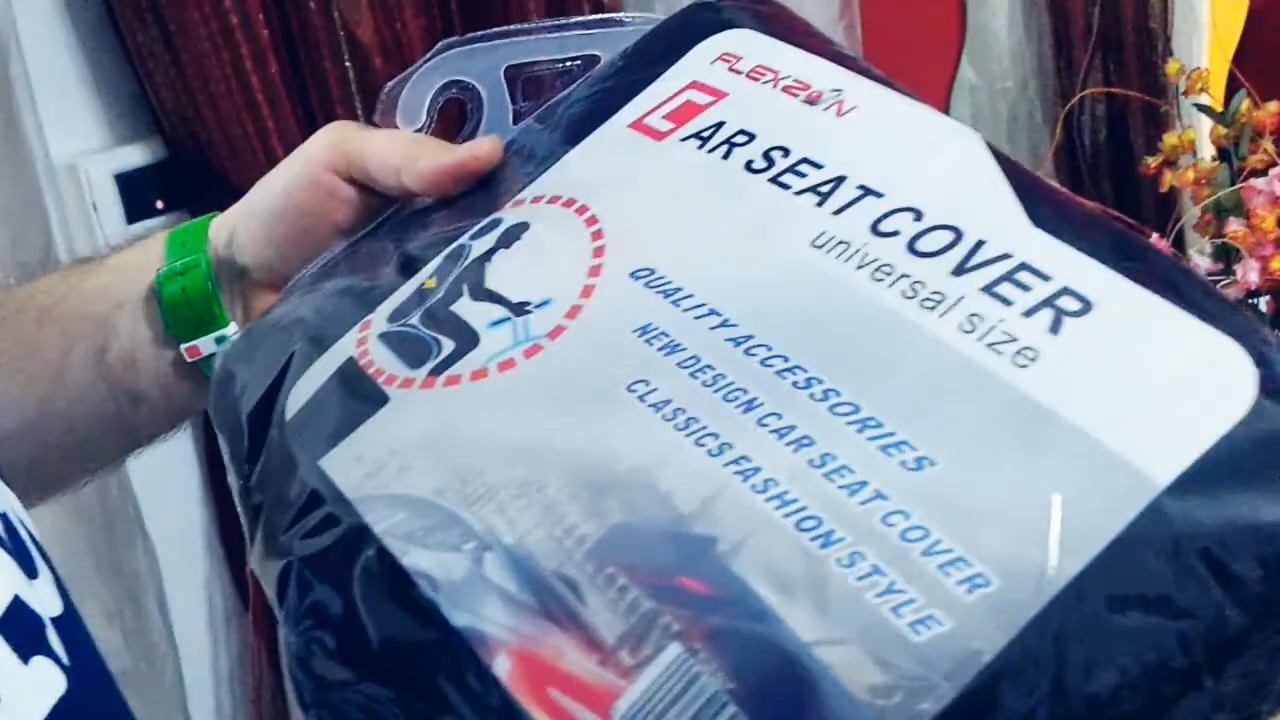 FLEXZON
CAR SEAT COVER
universal size
QUALITY ACCESSORIES
NEW DESIGN CAR SEAT COVER
CLASSICS FASHION STYLE